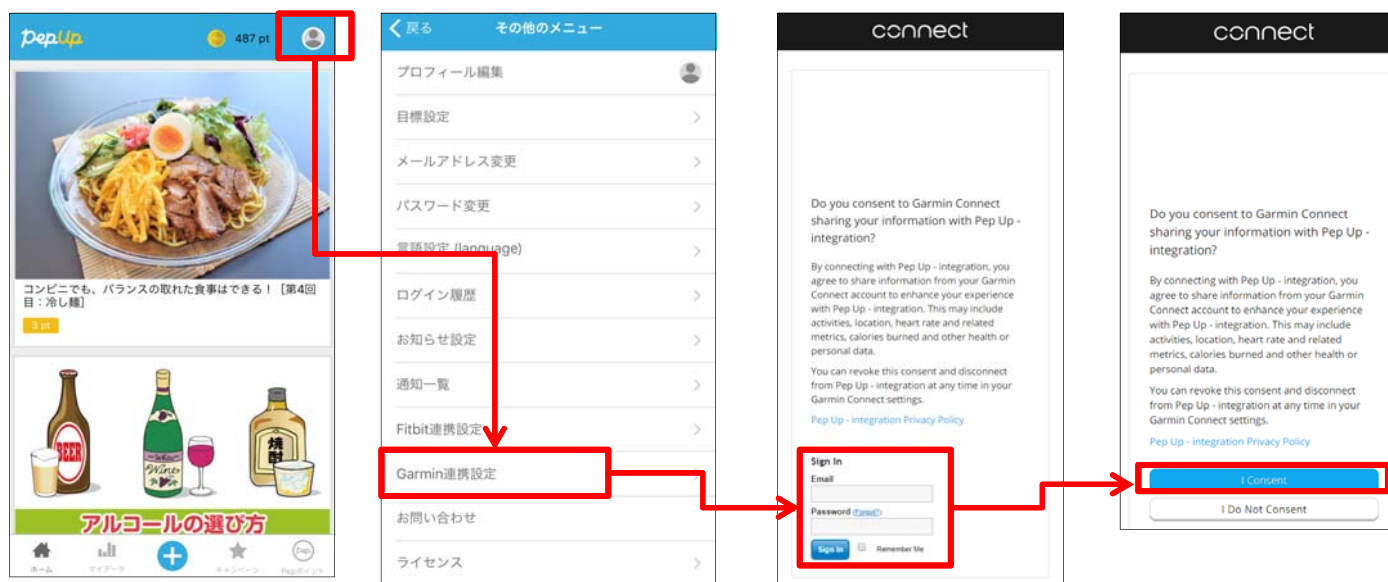 PepUp
487 pt
コンビニでも、バランスの取れた食事はできる！［第4回
目：冷し麺］
3 pt
BEER
Wine
焼酎
アルコールの選び方
ホーム
マイデータ
キャンペーン
Pep
Pepポイント
戻る
その他のメニュー
プロフィール編集
目標設定
メールアドレス変更
パスワード変更
言語設定 (language)
ログイン履歴
お知らせ設定
通知一覧
Fitbit連携設定
Garmin連携設定
お問い合わせ
ライセンス
connect
Do you consent to Garmin Connect
sharing your information with Pep Up -
integration?
By connecting with Pep Up - integration, you
agree to share information from your Garmin
Connect account to enhance your experience
with Pep Up - integration. This may include
activities, location, heart rate and related
metrics, calories burned and other health or
personal data.
You can revoke this consent and disconnect
from Pep Up - integration at any time in your
Garmin Connect settings.
Pep Up - integration Privacy Policy
Sign In
Email
Password (Forgot?)
Sign In
Remember Me
connect
Do you consent to Garmin Connect
sharing your information with Pep Up -
integration?
By connecting with Pep Up - integration, you
agree to share information from your Garmin
Connect account to enhance your experience
with Pep Up - integration. This may include
activities, location, heart rate and related
metrics, calories burned and other health or
personal data.
You can revoke this consent and disconnect
from Pep Up - integration at any time in your
Garmin Connect settings.
Pep Up - integration Privacy Policy
I Consent
I Do Not Consent